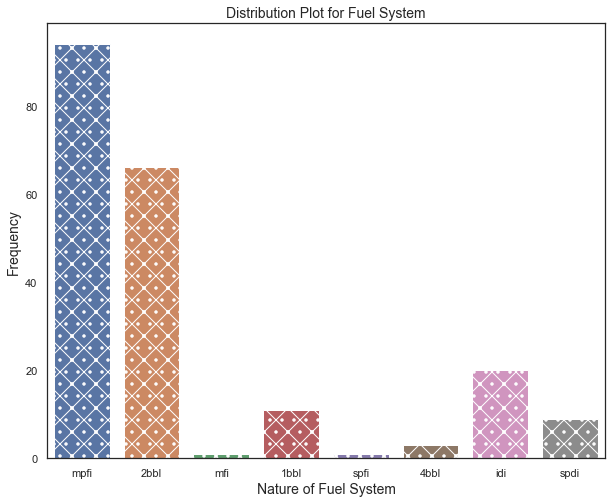 Distribution Plot for Fuel System
Frequency
80
60
40
20
0
mpfi 2bbl mfi 1bbl spfi 4bbl idi spdi
Nature of Fuel System